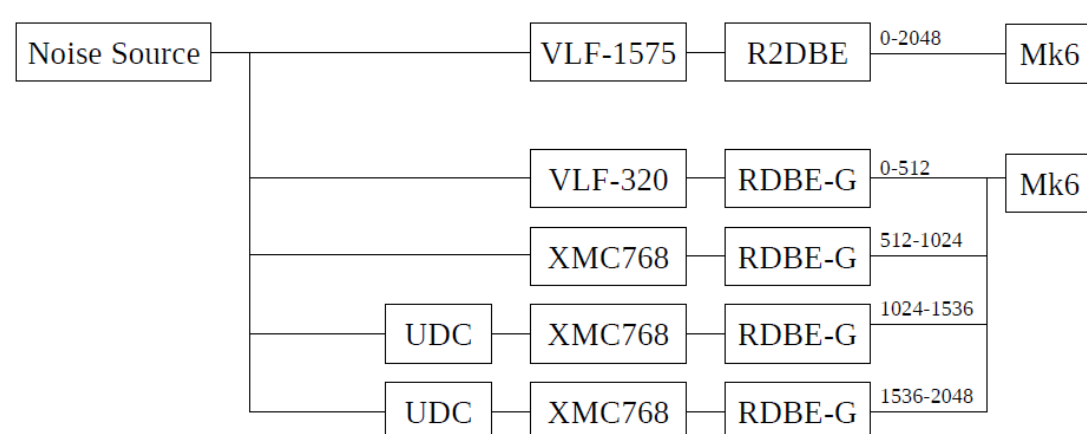 Noise Source
VLF-1575
R2DBE
0-2048
Mk6
VLF-320
RDBE-G
0-512
Mk6
XMC768
RDBE-G
512-1024
UDC
XMC768
RDBE-G
1024-1536
UDC
XMC768
RDBE-G
1536-2048